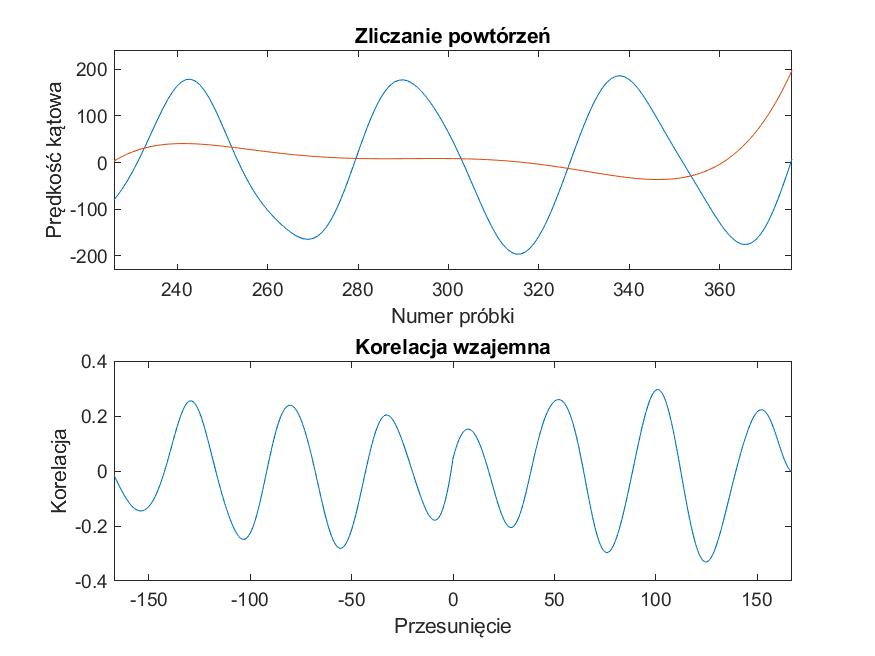 Zliczanie powtórzeń
200
100
0
-100
-200
Prędkość kątowa
240 260 280 300 320 340 360
Numer próbki
Korelacja wzajemna
0.4
0.2
0
-0.2
-0.4
Korelacja
-150 -100 -50 0 50 100 150
Przesunięcie